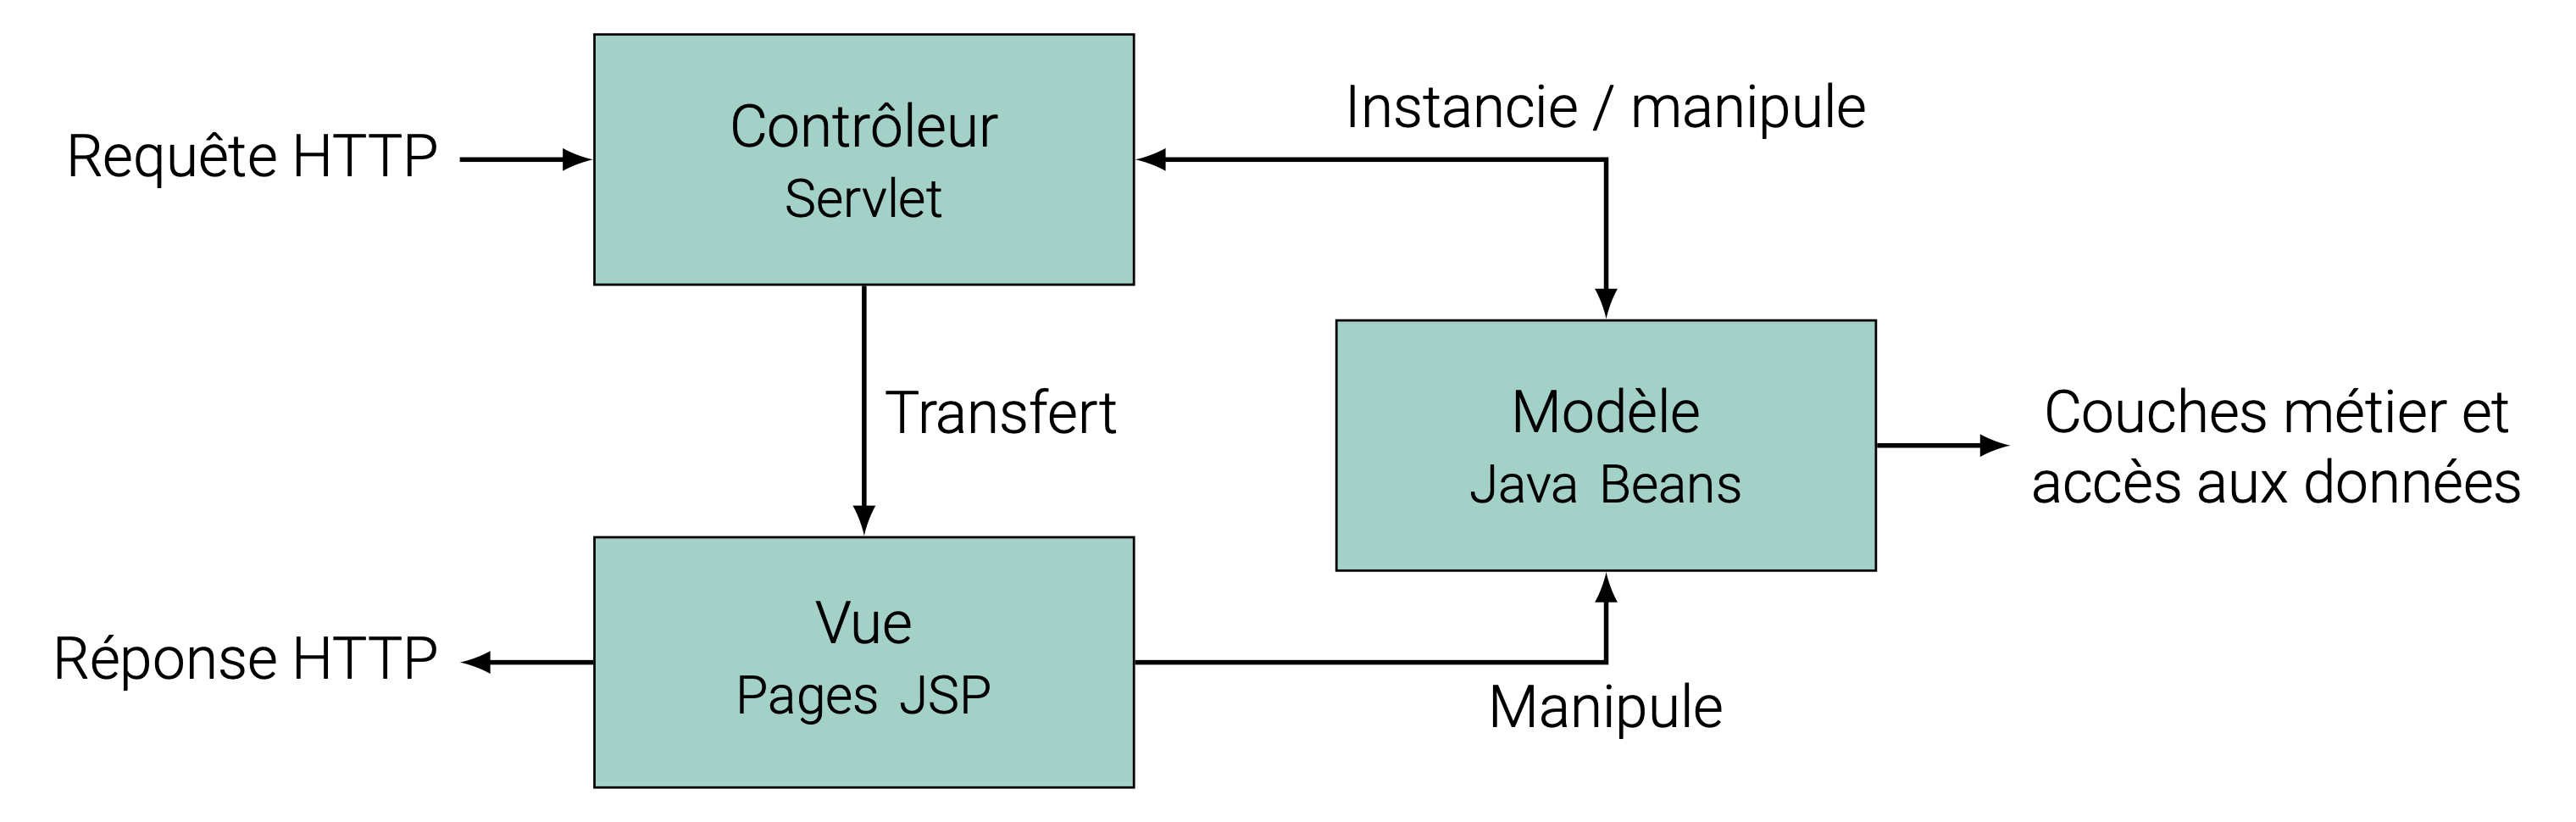 Requête HTTP
Contrôleur
Servlet
Instancie / manipule
Transfert
Modèle
Java Beans
Couches métier et
accès aux données
Réponse HTTP
Vue
Pages JSP
Manipule